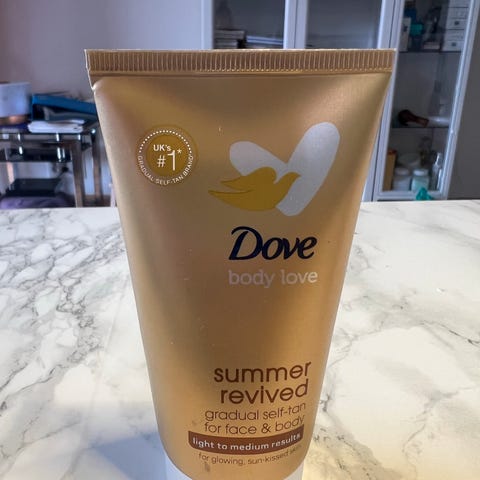 UK's
#1*
GRADUAL SELF-TAN BRAND
Dove
body love
summer
revived
gradual self-tan
for face & body
light to medium results
for glowing, sun-kissed skin